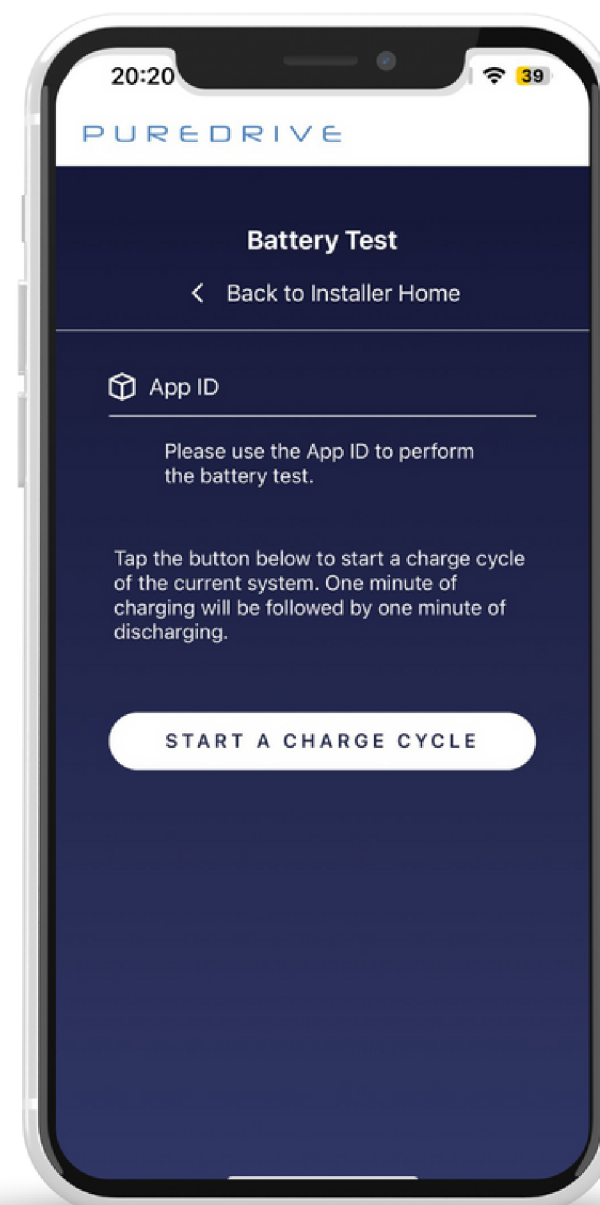 20:20
39
PUREDRIVE
Battery Test
Back to Installer Home
App ID
Please use the App ID to perform
the battery test.
Tap the button below to start a charge cycle
of the current system. One minute of
charging will be followed by one minute of
discharging.
START A CHARGE CYCLE